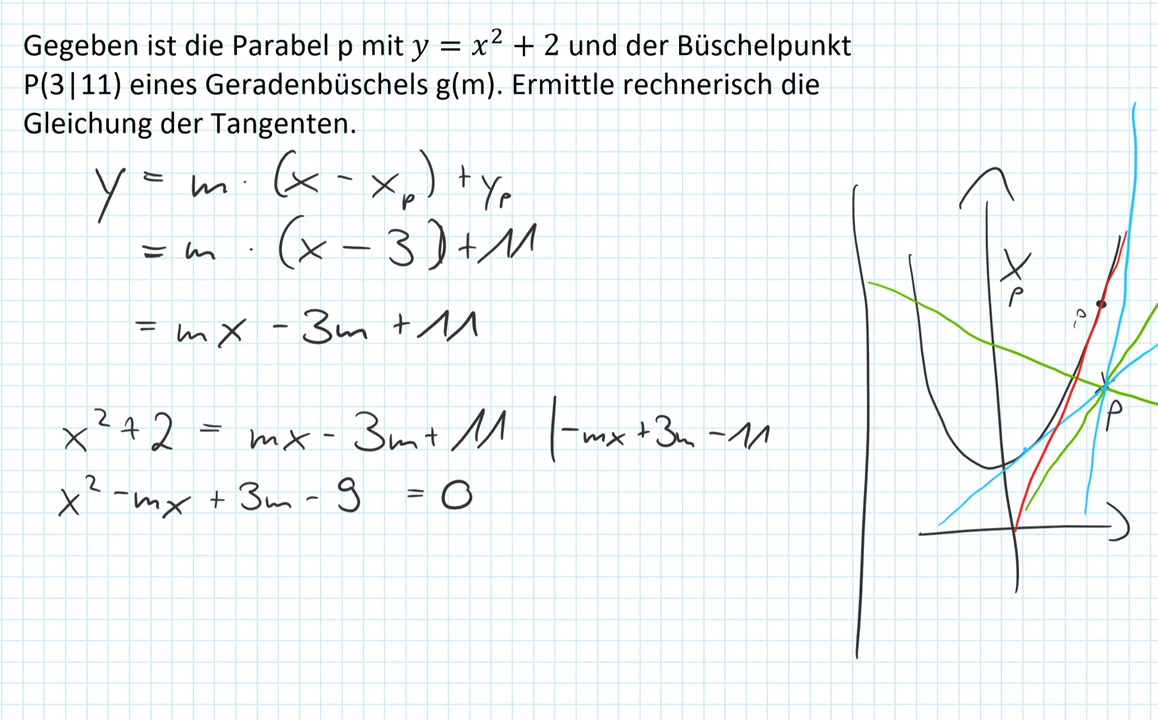 Gegeben ist die Parabel p mit y = x² + 2 und der Büschelpunkt
P(3|11) eines Geradenbüschels g(m). Ermittle rechnerisch die
Gleichung der Tangenten.
y = m · (x - x_p) + y_p
= m · (x - 3) + 11
= mx - 3m + 11
x² + 2 = mx - 3m + 11 |-mx + 3m - 11
x² - mx + 3m - 9 = 0
P
P